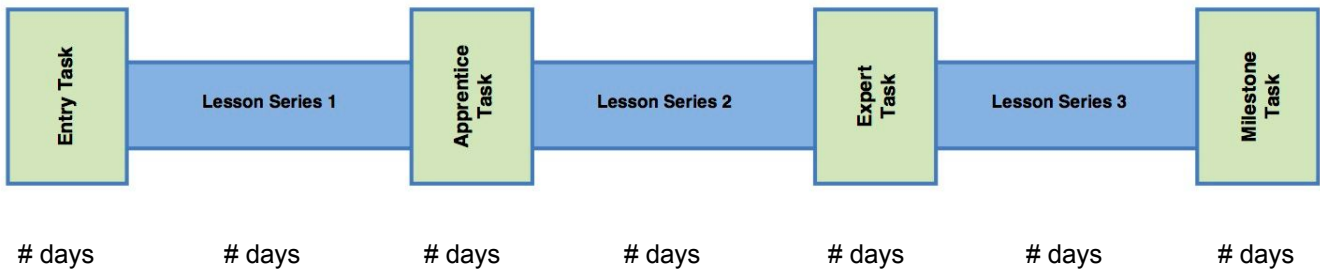 Entry Task
Lesson Series 1
Apprentice
Task
Lesson Series 2
Expert
Task
Lesson Series 3
Milestone
Task
# days # days # days # days # days # days # days